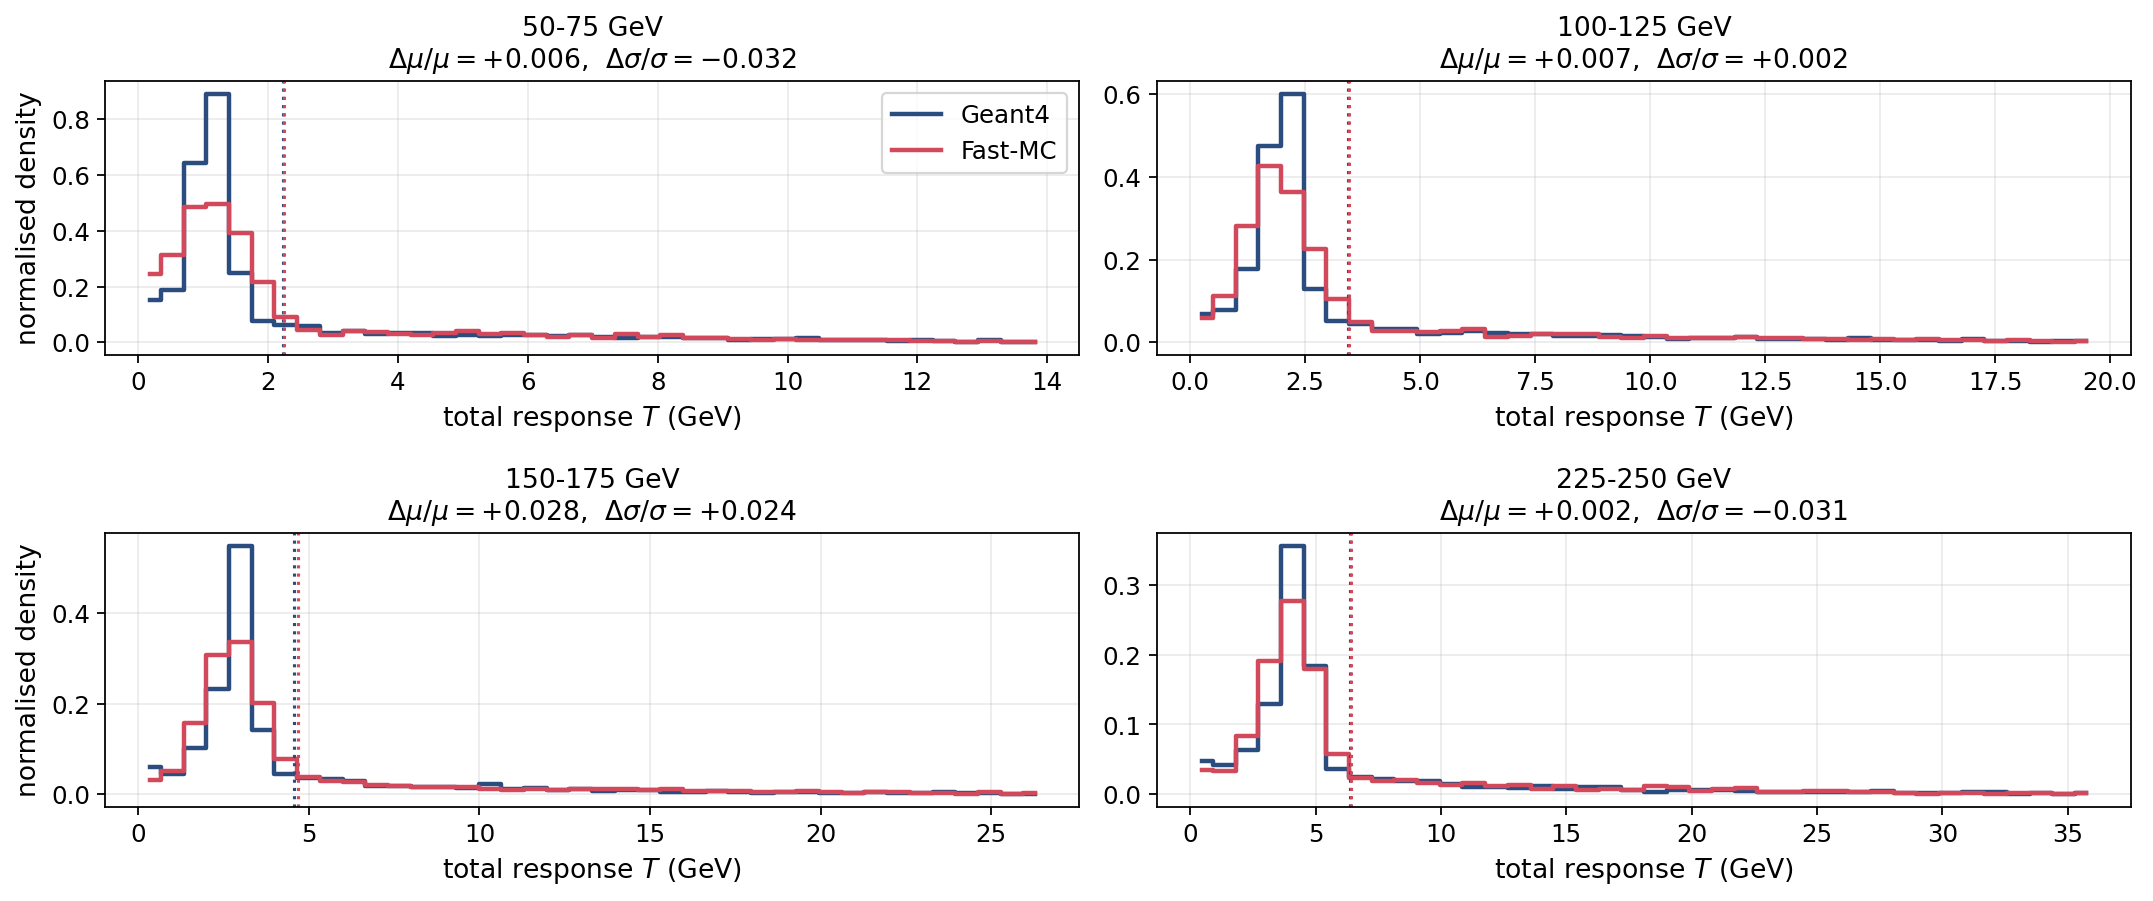 50-75 GeV
Δμ/μ = +0.006, Δσ/σ = −0.032
normalised density
0.8
0.6
0.4
0.2
0.0
Geant4
Fast-MC
0 2 4 6 8 10 12 14
total response T (GeV)
100-125 GeV
Δμ/μ = +0.007, Δσ/σ = +0.002
0.6
0.4
0.2
0.0
0.0 2.5 5.0 7.5 10.0 12.5 15.0 17.5 20.0
total response T (GeV)
150-175 GeV
Δμ/μ = +0.028, Δσ/σ = +0.024
normalised density
0.4
0.2
0.0
0 5 10 15 20 25
total response T (GeV)
225-250 GeV
Δμ/μ = +0.002, Δσ/σ = −0.031
0.3
0.2
0.1
0.0
0 5 10 15 20 25 30 35
total response T (GeV)